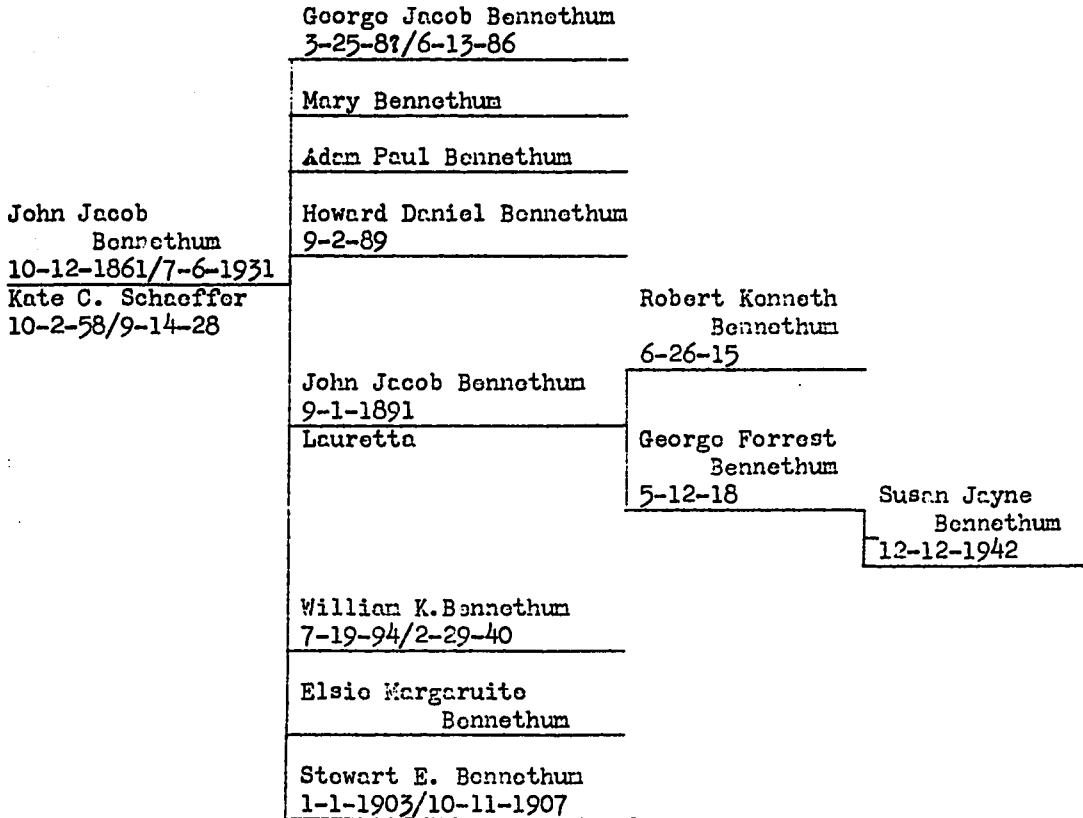 George Jacob Bennethum
3-25-87/6-13-86
Mary Bennethum
Adam Paul Bennethum
Howard Daniel Bennethum
9-2-89
John Jacob
Bennethum
10-12-1861/7-6-1931
Kate C. Schaeffer
10-2-58/9-14-28
John Jacob Bennethum
9-1-1891
Lauretta
Robert Kenneth
Bennethum
6-26-15
George Forrest
Bennethum
5-12-18
Susan Jayne
Bennethum
12-12-1942
William K. Bennethum
7-19-94/2-29-40
Elsie Margaruite
Bennethum
Stewart E. Bennethum
1-1-1903/10-11-1907